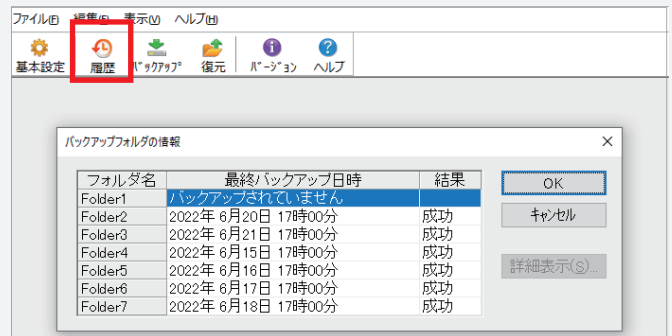 ファイル(F) 編集(E) 表示(V) ヘルプ(H)
基本設定 履歴 バックアップ 復元 バージョン ヘルプ
バックアップフォルダの情報
フォルダ名 最終バックアップ日時 結果
Folder1 バックアップされていません
Folder2 2022年 6月20日 17時00分 成功
Folder3 2022年 6月21日 17時00分 成功
Folder4 2022年 6月15日 17時00分 成功
Folder5 2022年 6月16日 17時00分 成功
Folder6 2022年 6月17日 17時00分 成功
Folder7 2022年 6月18日 17時00分 成功
OK
キャンセル
詳細表示(S)...